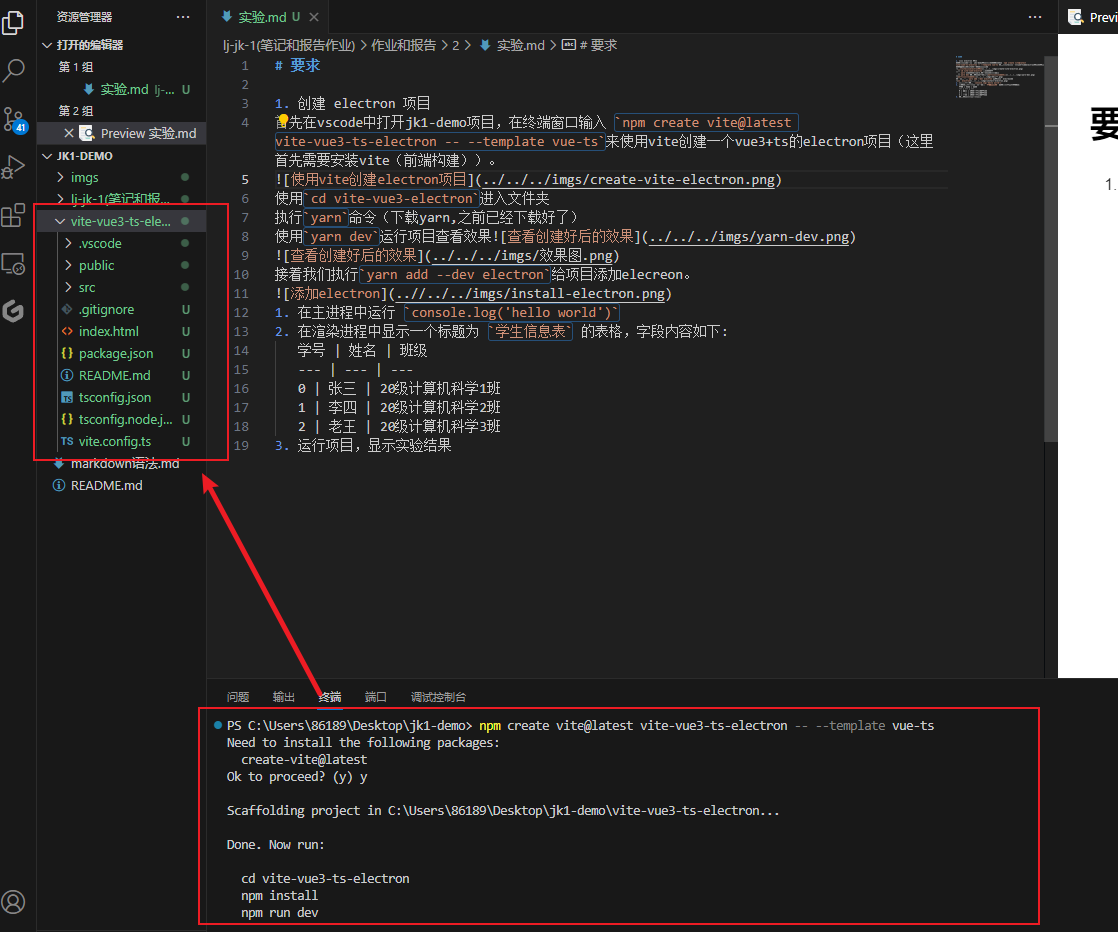 资源管理器
打开的编辑器
第 1 组
实验.md lj-... U
第 2 组
Preview 实验.md
JK1-DEMO
imgs
lj-jk-1(笔记和报...
vite-vue3-ts-ele...
.vscode
public
src
.gitignore U
index.html U
package.json U
README.md U
tsconfig.json U
tsconfig.node.j... U
TS vite.config.ts U
markdown语法.md
README.md
41
实验.md U
lj-jk-1(笔记和报告作业) > 作业和报告 > 2 > 实验.md > # 要求
1 # 要求
2
3 1. 创建 electron 项目
4 首先在vscode中打开jk1-demo项目，在终端窗口输入 `npm create vite@latest
vite-vue3-ts-electron -- --template vue-ts`来使用vite创建一个vue3+ts的electron项目（这里
首先需要安装vite（前端构建））。
5 ![使用vite创建electron项目](../../../imgs/create-vite-electron.png)
6 使用`cd vite-vue3-electron`进入文件夹
7 执行`yarn`命令（下载yarn,之前已经下载好了）
8 使用`yarn dev`运行项目查看效果![查看创建好后的效果](../../../imgs/yarn-dev.png)
9 ![查看创建好后的效果](../../../imgs/效果图.png)
10 接着我们执行`yarn add --dev electron`给项目添加elecreon。
11 ![添加electron](..//../../imgs/install-electron.png)
12 1. 在主进程中运行 `console.log('hello world')`
13 2. 在渲染进程中显示一个标题为 `学生信息表` 的表格，字段内容如下:
14 学号 | 姓名 | 班级
15 --- | --- | ---
16 0 | 张三 | 20级计算机科学1班
17 1 | 李四 | 20级计算机科学2班
18 2 | 老王 | 20级计算机科学3班
19 3. 运行项目，显示实验结果
Previ
要
1.
问题 输出 终端 端口 调试控制台
PS C:\Users\86189\Desktop\jk1-demo> npm create vite@latest vite-vue3-ts-electron -- --template vue-ts
Need to install the following packages:
create-vite@latest
Ok to proceed? (y) y
Scaffolding project in C:\Users\86189\Desktop\jk1-demo\vite-vue3-ts-electron...
Done. Now run:
cd vite-vue3-ts-electron
npm install
npm run dev